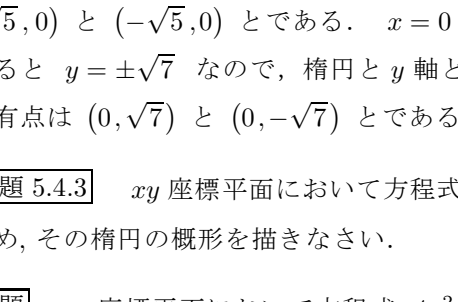 √5, 0) と (−√5, 0) とである． x = 0
ると y = ±√7 なので, 楕円と y 軸と
有点は (0, √7) と (0, −√7) とである
題 5.4.3 xy 座標平面において方程式
め, その楕円の概形を描きなさい．
座標平面において方程式